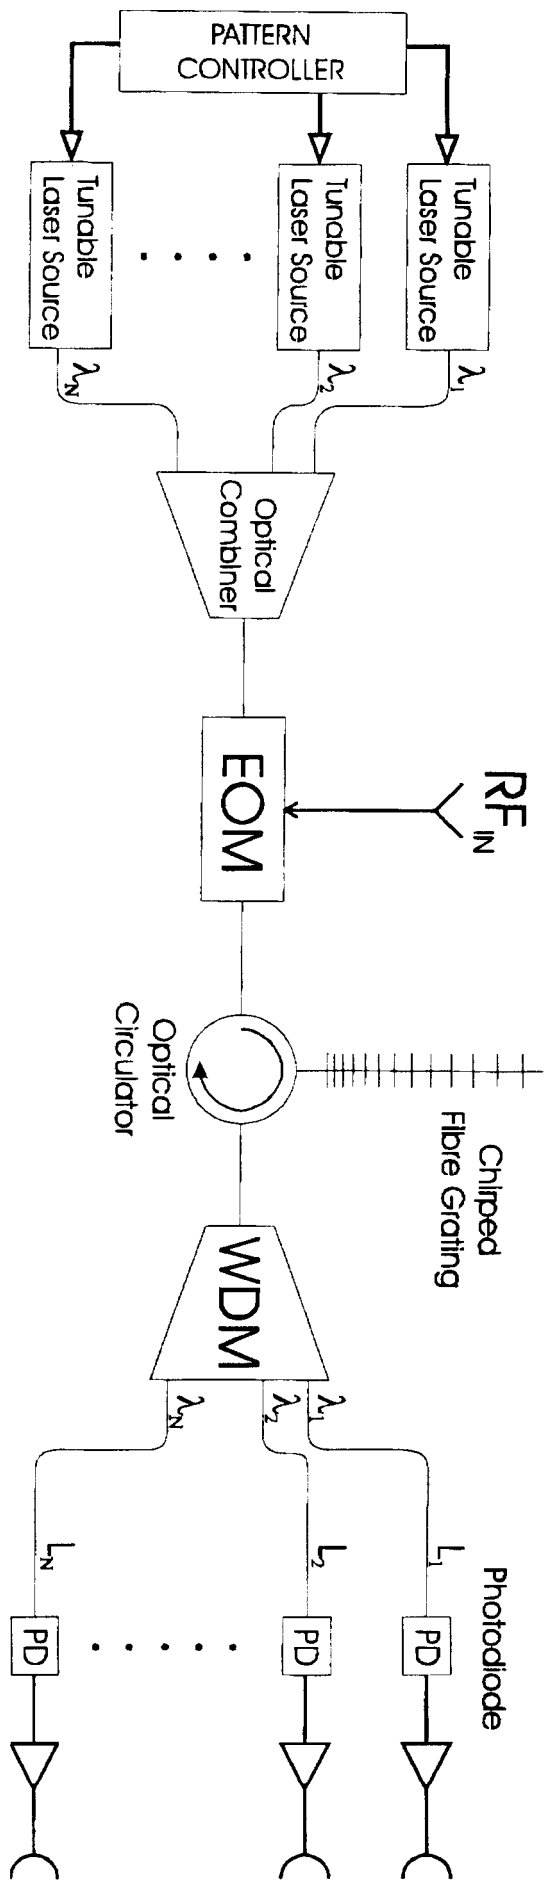 PATTERN
CONTROLLER
Tunable
Laser Source
Tunable
Laser Source
Tunable
Laser Source
λ1
λ2
λN
Optical
Combiner
RFIN
EOM
Optical
Circulator
Chirped
Fibre Grating
WDM
λ1
λ2
λN
L1
L2
LN
Photodiode
PD
PD
PD